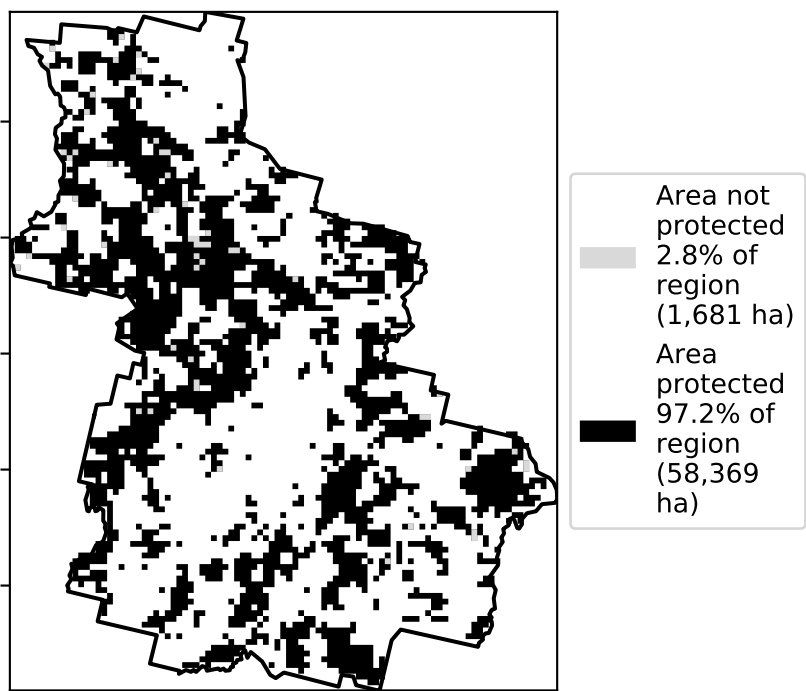 Area not
protected
2.8% of
region
(1,681 ha)
Area
protected
97.2% of
region
(58,369
ha)